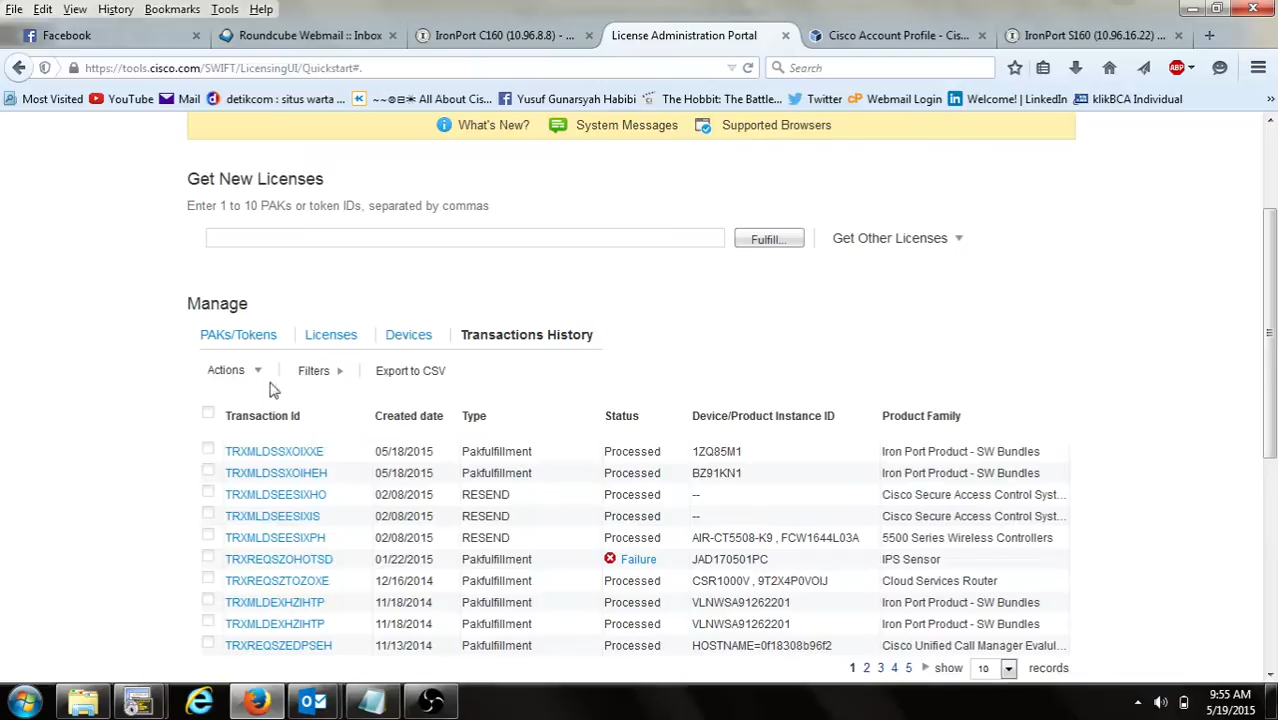 File Edit View History Bookmarks Tools Help
Facebook Roundcube Webmail :: Inbox IronPort C160 (10.96.8.8) - ... License Administration Portal Cisco Account Profile - Cis... IronPort S160 (10.96.16.22) ...
https://tools.cisco.com/SWIFT/LicensingUI/Quickstart#. Search ABP
Most Visited YouTube Mail detikcom : situs warta ... ~~⊙⊟☀ All About Cis... Yusuf Gunarsyah Habibi The Hobbit: The Battle... Twitter Webmail Login Welcome! | LinkedIn klikBCA Individual »
What's New? System Messages Supported Browsers
Get New Licenses
Enter 1 to 10 PAKs or token IDs, separated by commas
Fulfill... Get Other Licenses
Manage
PAKs/Tokens Licenses Devices Transactions History
Actions Filters Export to CSV
Transaction Id Created date Type Status Device/Product Instance ID Product Family
TRXMLDSSXOIXXE 05/18/2015 Pakfulfillment Processed 1ZQ85M1 Iron Port Product - SW Bundles
TRXMLDSSXOIHEH 05/18/2015 Pakfulfillment Processed BZ91KN1 Iron Port Product - SW Bundles
TRXMLDSEESIXHO 02/08/2015 RESEND Processed -- Cisco Secure Access Control Syst...
TRXMLDSEESIXIS 02/08/2015 RESEND Processed -- Cisco Secure Access Control Syst...
TRXMLDSEESIXPH 02/08/2015 RESEND Processed AIR-CT5508-K9 , FCW1644L03A 5500 Series Wireless Controllers
TRXREQSZOHOTSD 01/22/2015 Pakfulfillment Failure JAD170501PC IPS Sensor
TRXREQSZTOZOXE 12/16/2014 Pakfulfillment Processed CSR1000V , 9T2X4P0VOIJ Cloud Services Router
TRXMLDEXHZIHTP 11/18/2014 Pakfulfillment Processed VLNWSA91262201 Iron Port Product - SW Bundles
TRXMLDEXHZIHTP 11/18/2014 Pakfulfillment Processed VLNWSA91262201 Iron Port Product - SW Bundles
TRXREQSZEDPSEH 11/13/2014 Pakfulfillment Processed HOSTNAME=0f18308b96f2 Cisco Unified Call Manager Evalul...
1 2 3 4 5 show 10 records
9:55 AM
5/19/2015